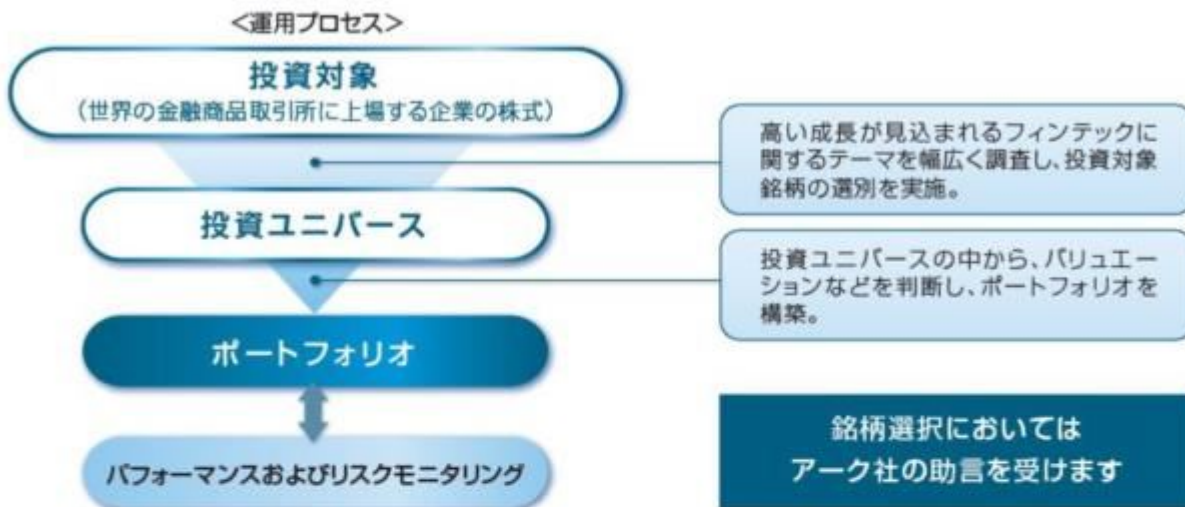 ＜運用プロセス＞
投資対象
（世界の金融商品取引所に上場する企業の株式）
高い成長が見込まれるフィンテックに
関するテーマを幅広く調査し、投資対象
銘柄の選別を実施。
投資ユニバース
投資ユニバースの中から、バリュエー
ションなどを判断し、ポートフォリオを
構築。
ポートフォリオ
パフォーマンスおよびリスクモニタリング
銘柄選択においては
アーク社の助言を受けます